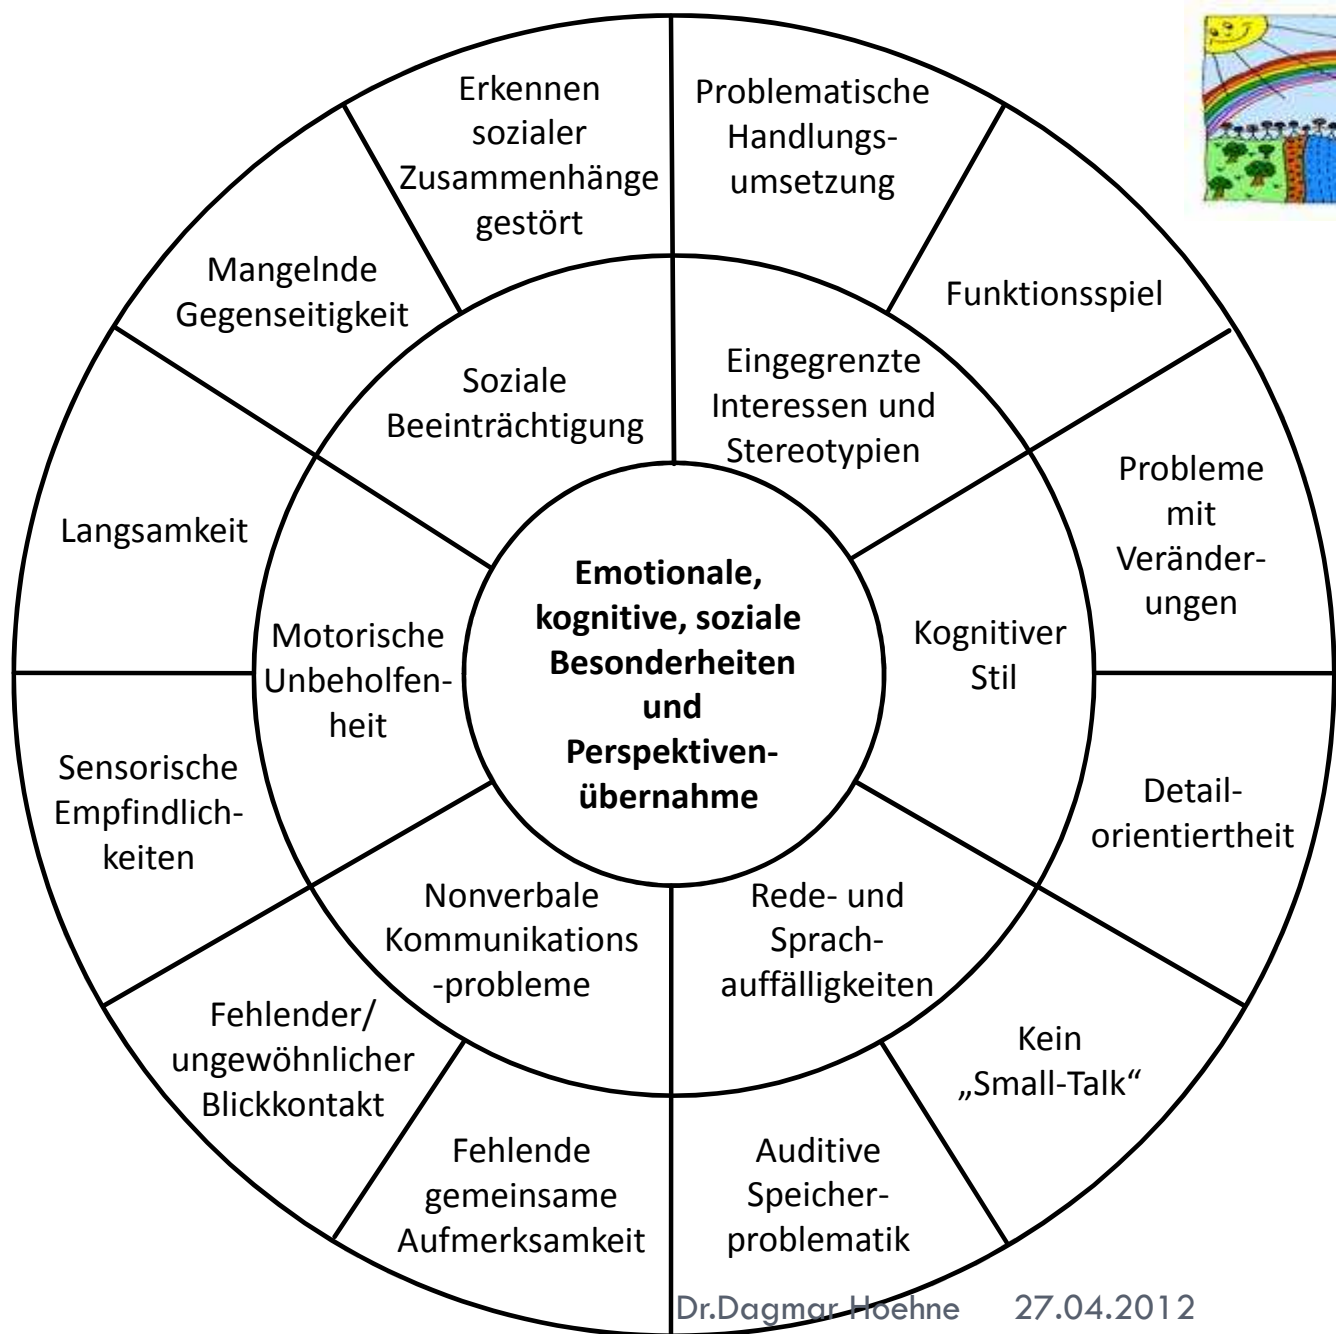 Erkennen
sozialer
Zusammenhänge
gestört
Problematische
Handlungs-
umsetzung
Mangelnde
Gegenseitigkeit
Funktionsspiel
Soziale
Beeinträchtigung
Eingegrenzte
Interessen und
Stereotypien
Langsamkeit
Probleme
mit
Veränder-
ungen
Motorische
Unbeholfen-
heit
Emotionale,
kognitive, soziale
Besonderheiten
und
Perspektiven-
übernahme
Kognitiver
Stil
Sensorische
Empfindlich-
keiten
Detail-
orientiertheit
Nonverbale
Kommunikations
-probleme
Rede- und
Sprach-
auffälligkeiten
Fehlender/
ungewöhnlicher
Blickkontakt
Kein
„Small-Talk“
Fehlende
gemeinsame
Aufmerksamkeit
Auditive
Speicher-
problematik
Dr.Dagmar Hoehne 27.04.2012